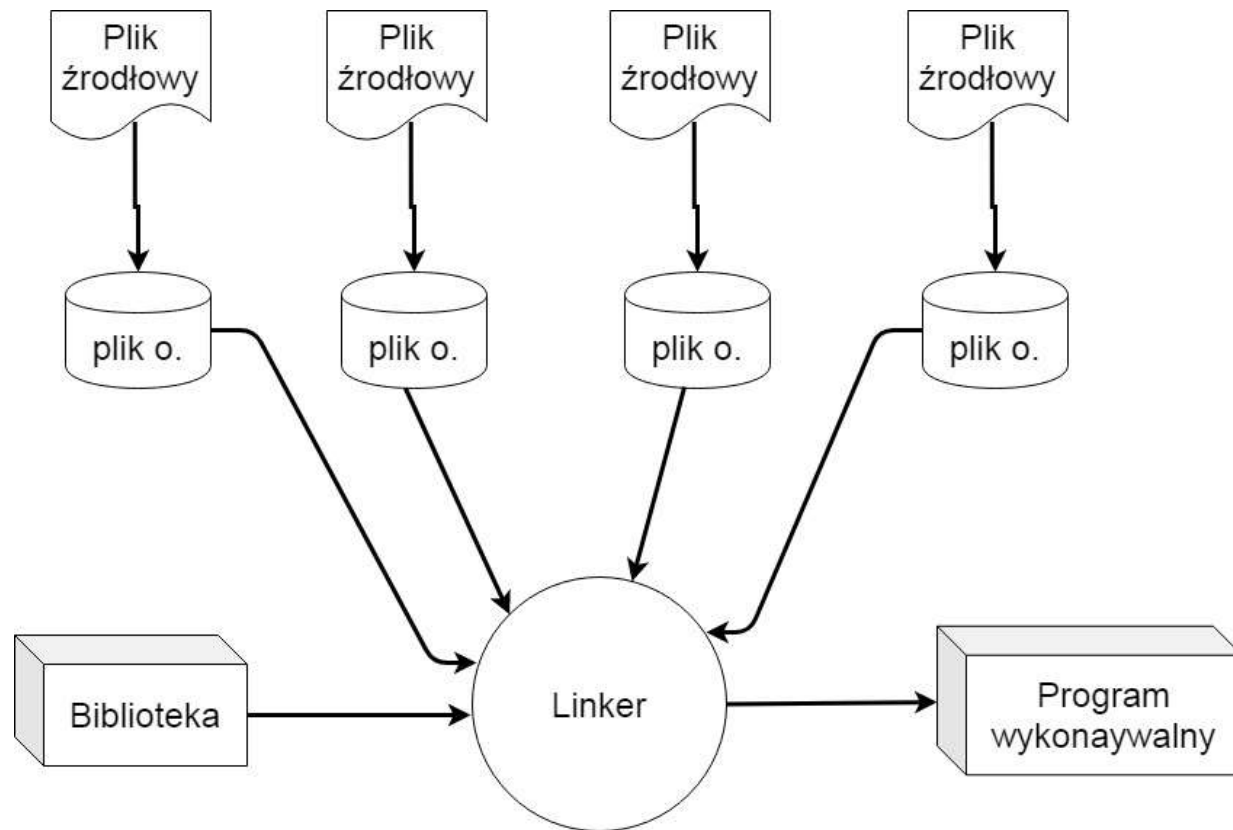 Plik
źrodłowy
Plik
źrodłowy
Plik
źrodłowy
Plik
źrodłowy
plik o.
plik o.
plik o.
plik o.
Biblioteka
Linker
Program
wykonaywalny